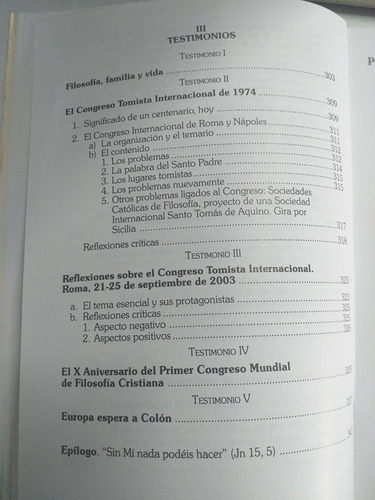 III
TESTIMONIOS
TESTIMONIO I
Filosofía, familia y vida ........ 303
TESTIMONIO II
El Congreso Tomista Internacional de 1974 ........ 309
1. Significado de un centenario, hoy ........ 309
2. El Congreso Internacional de Roma y Nápoles ........ 311
a) La organización y el temario ........ 311
b) El contenido ........ 312
1. Los problemas ........ 312
2. La palabra del Santo Padre ........ 314
3. Los lugares tomistas ........ 315
4. Los problemas nuevamente ........ 315
5. Otros problemas ligados al Congreso: Sociedades
Católicas de Filosofía, proyecto de una Sociedad
Internacional Santo Tomás de Aquino. Gira por
Sicilia ........ 317
Reflexiones críticas ........ 318
TESTIMONIO III
Reflexiones sobre el Congreso Tomista Internacional.
Roma, 21-25 de septiembre de 2003 ........ 323
a. El tema esencial y sus protagonistas ........ 323
b. Reflexiones críticas ........ 325
1. Aspecto negativo ........ 325
2. Aspectos positivos ........ 326
TESTIMONIO IV
El X Aniversario del Primer Congreso Mundial
de Filosofía Cristiana ........
TESTIMONIO V
Europa espera a Colón ........
Epílogo. “Sin Mí nada podéis hacer” (Jn 15, 5) ........
P